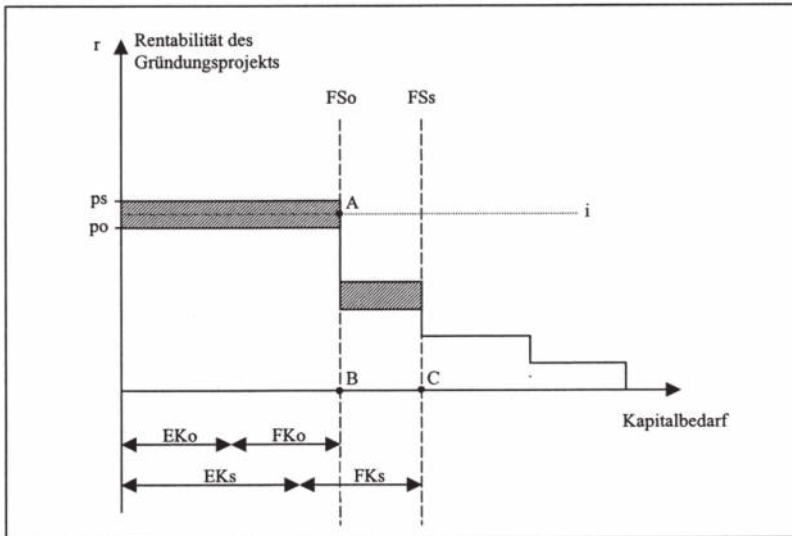 r Rentabilität des
Gründungsprojekts
FSo FSs
ps
A
i
po
B C
Kapitalbedarf
EKo FKo
EKs FKs